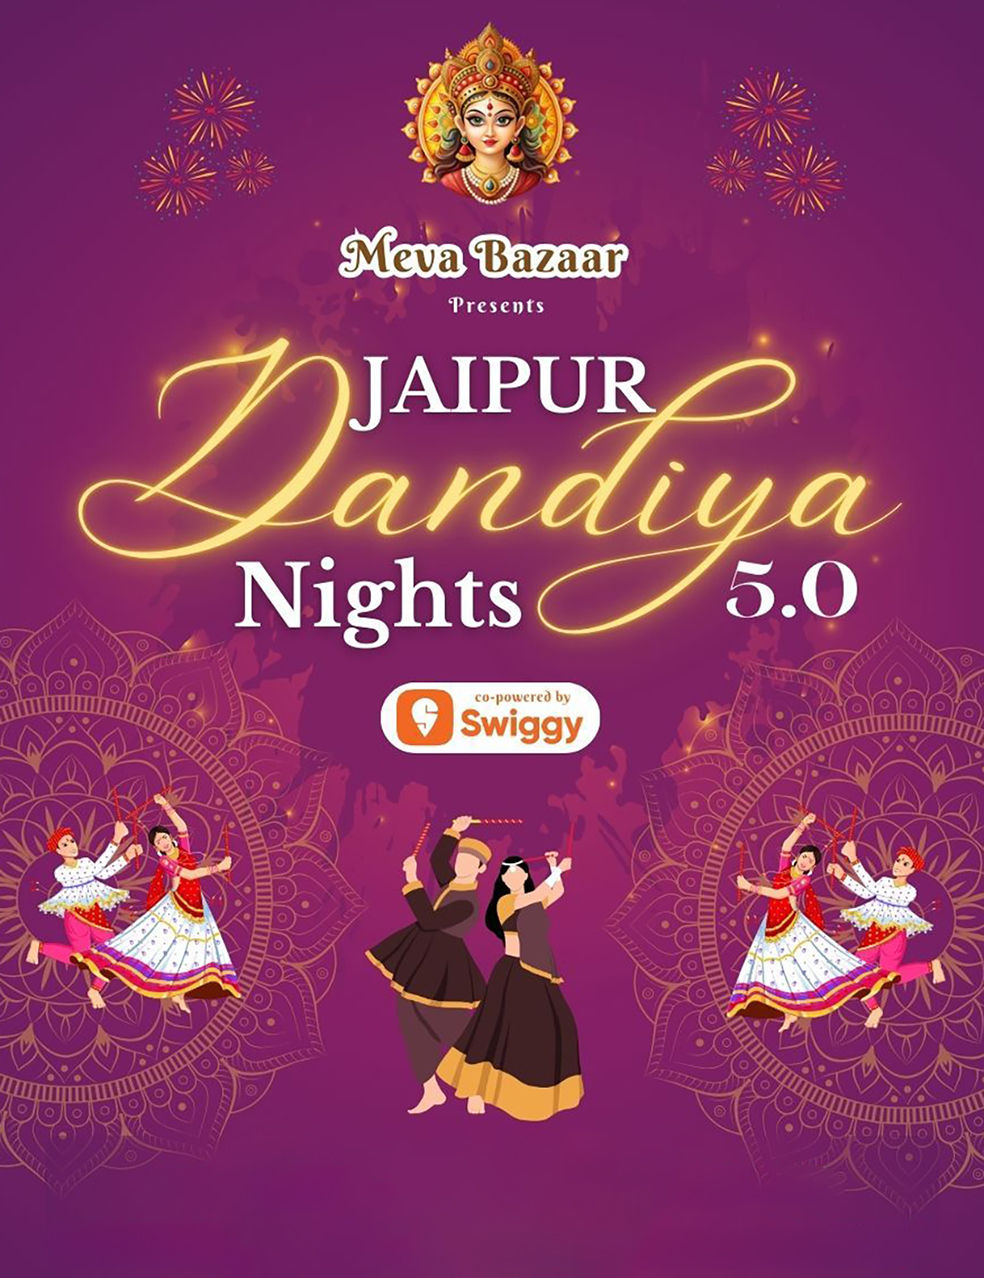 Meva Bazaar
Presents
JAIPUR
Dandiya
Nights 5.0
co-powered by
Swiggy